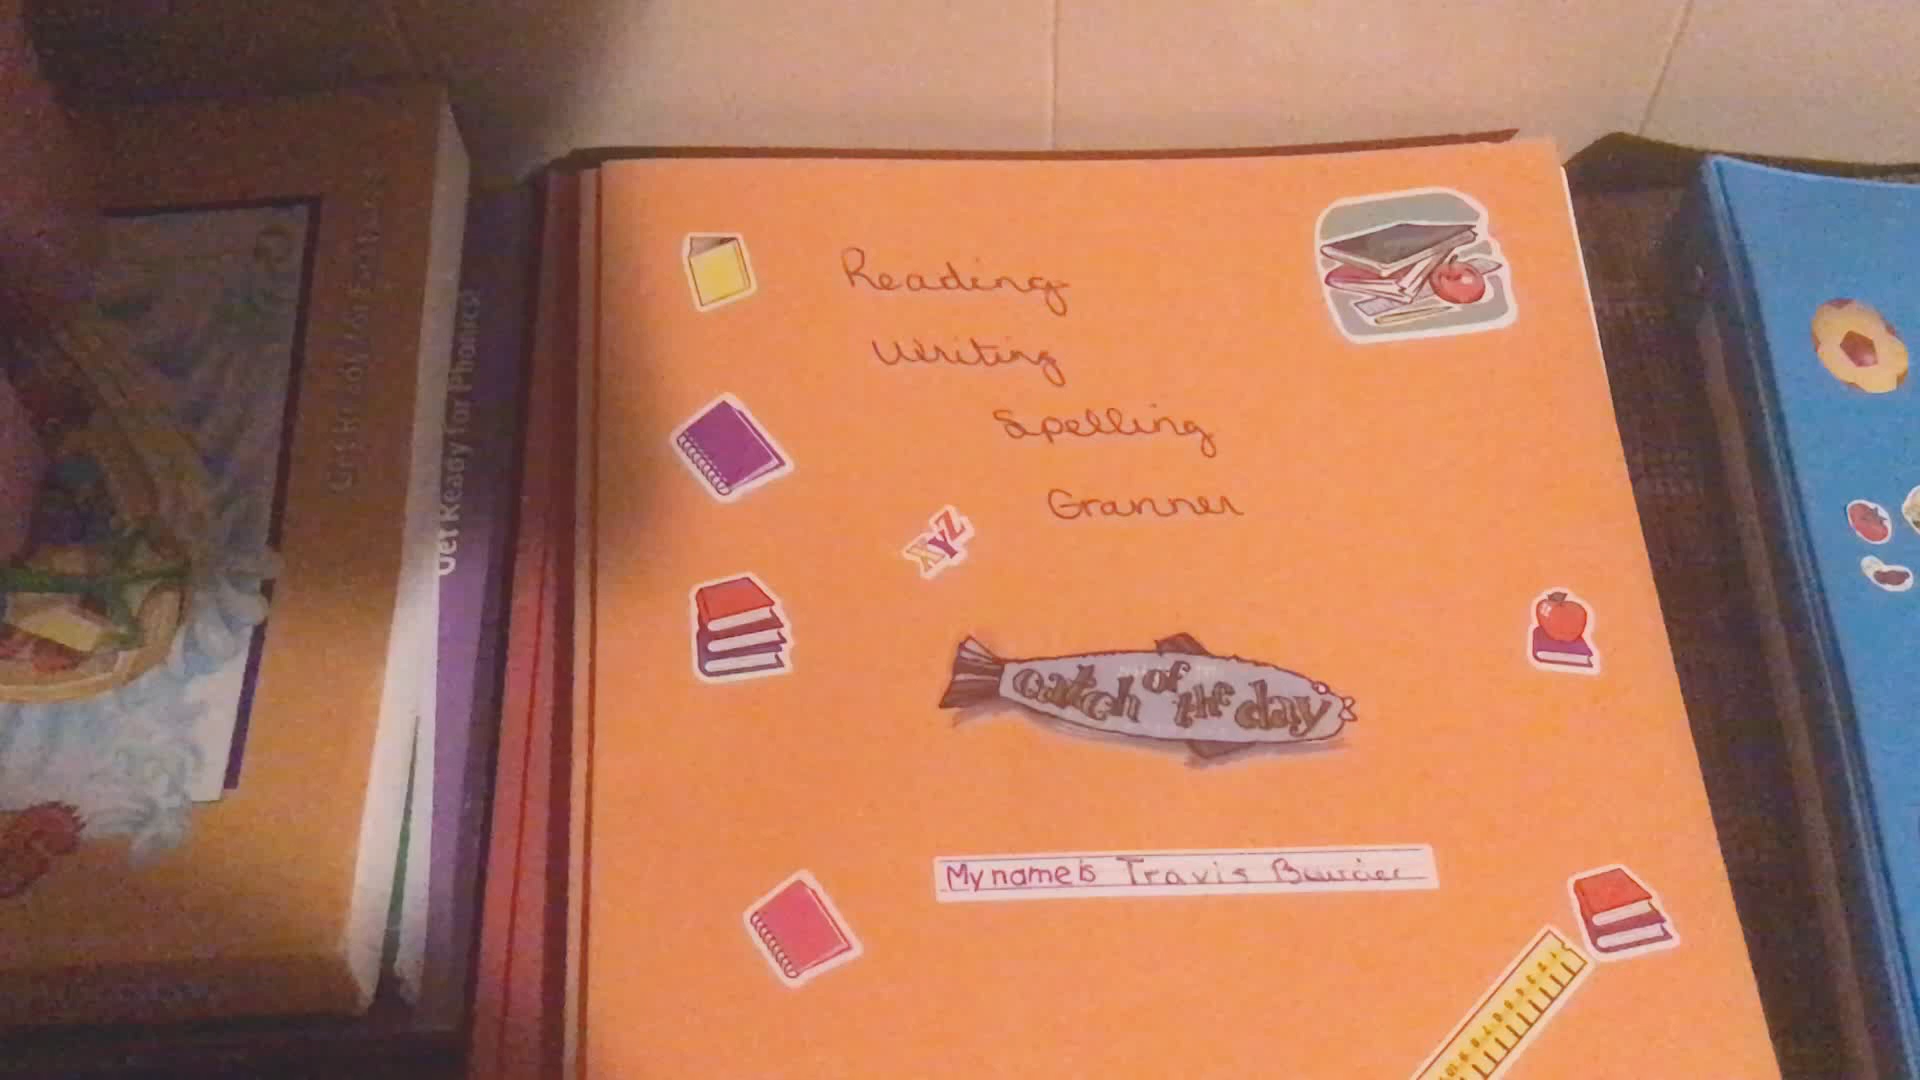 Get Ready for Phonics!
Reading
Writing
Spelling
Granner
XYZ
catch of the day
My name is Travis